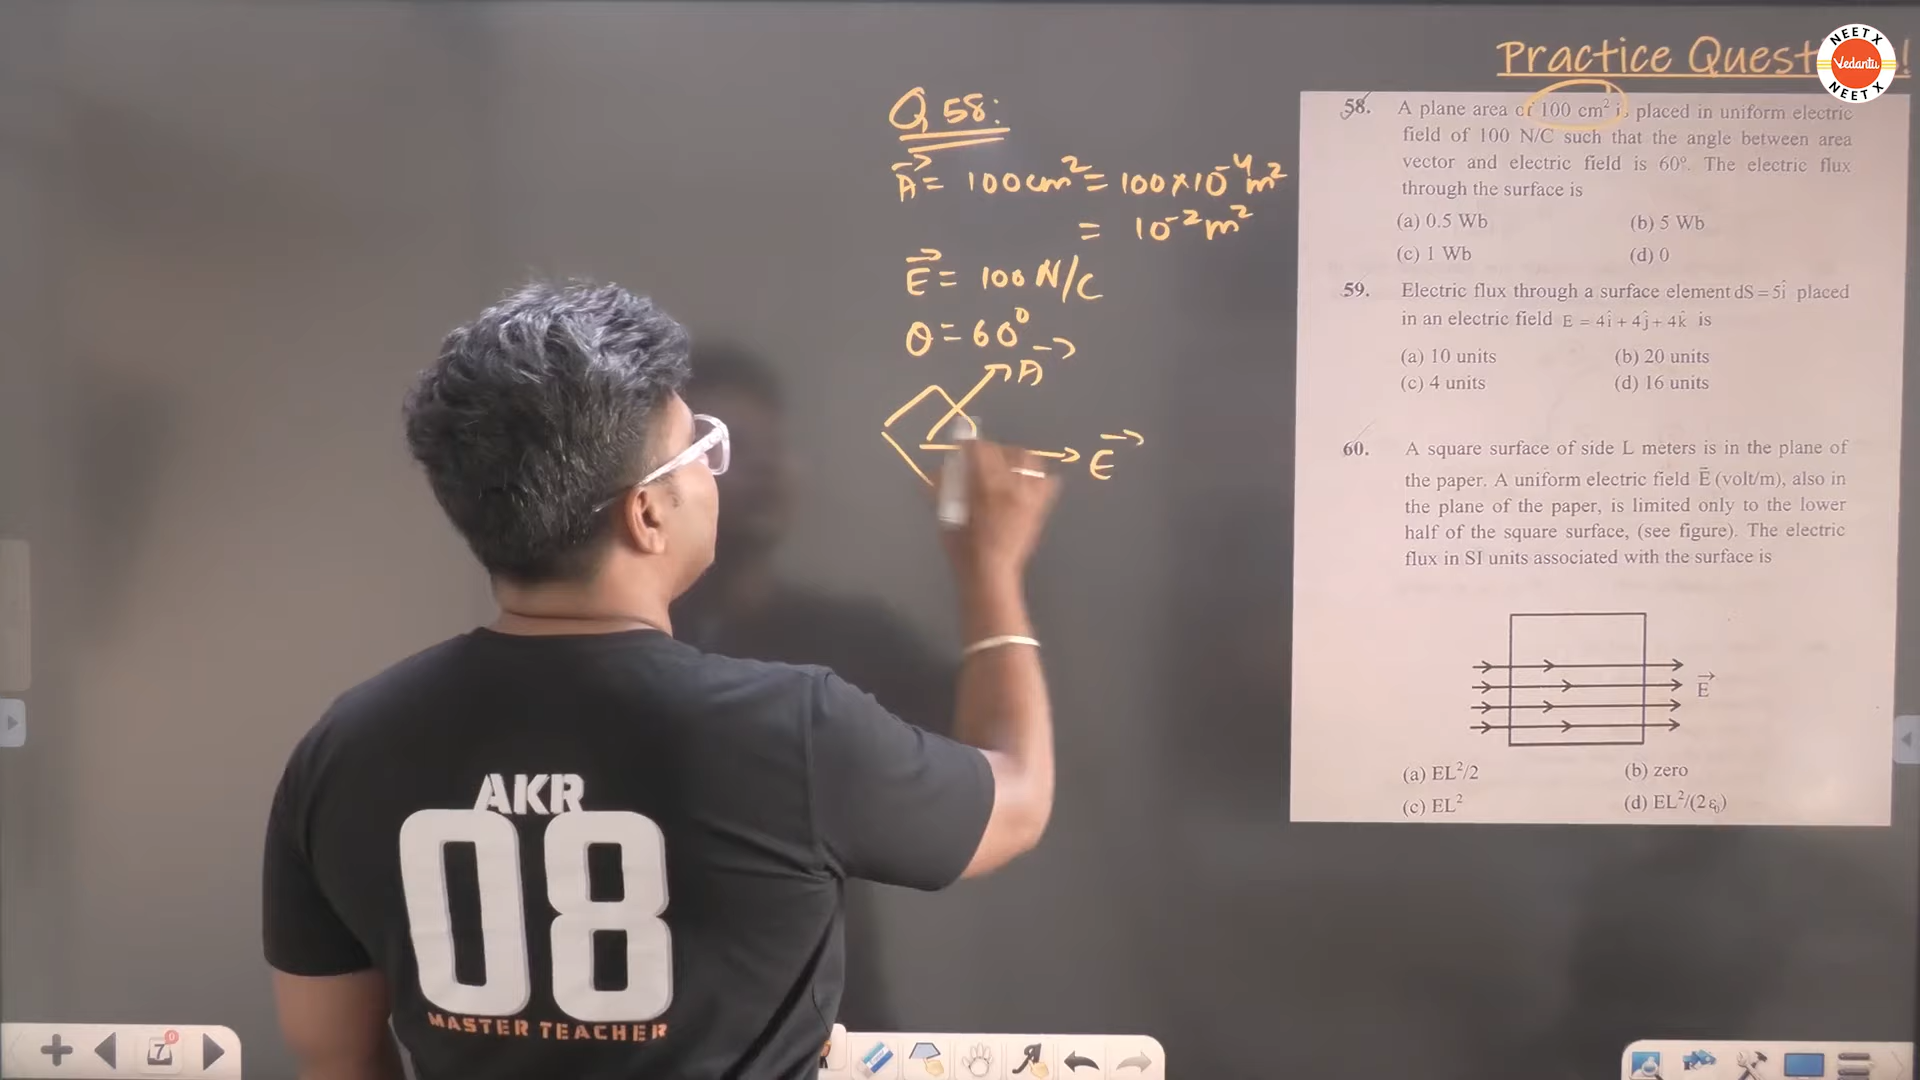 Practice Quest
!
NEET X
Vedantu
NEET X
Q 58:
A = 100 cm² = 100×10⁻⁴ m²
= 10⁻² m²
E = 100 N/C
θ = 60°
A
E
58. A plane area of 100 cm² is placed in uniform electric
field of 100 N/C such that the angle between area
vector and electric field is 60°. The electric flux
through the surface is
(a) 0.5 Wb (b) 5 Wb
(c) 1 Wb (d) 0
59. Electric flux through a surface element dS = 5î placed
in an electric field E = 4î + 4ĵ + 4k̂ is
(a) 10 units (b) 20 units
(c) 4 units (d) 16 units
60. A square surface of side L meters is in the plane of
the paper. A uniform electric field E (volt/m), also in
the plane of the paper, is limited only to the lower
half of the square surface, (see figure). The electric
flux in SI units associated with the surface is
E
(a) EL²/2 (b) zero
(c) EL² (d) EL²/(2ε₀)
AKR
08
MASTER TEACHER
7
0